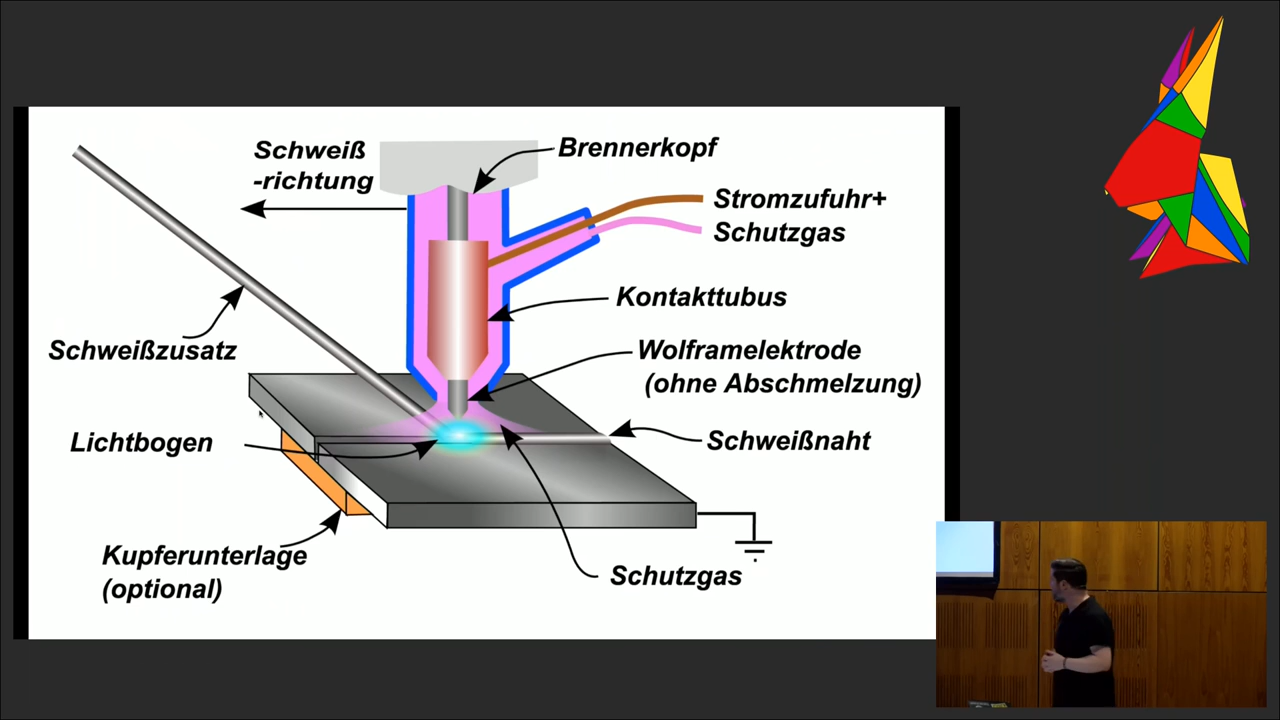 Schweiß
-richtung
Brennerkopf
Stromzufuhr+
Schutzgas
Kontakttubus
Schweißzusatz
Wolframelektrode
(ohne Abschmelzung)
Lichtbogen
Schweißnaht
Kupferunterlage
(optional)
Schutzgas